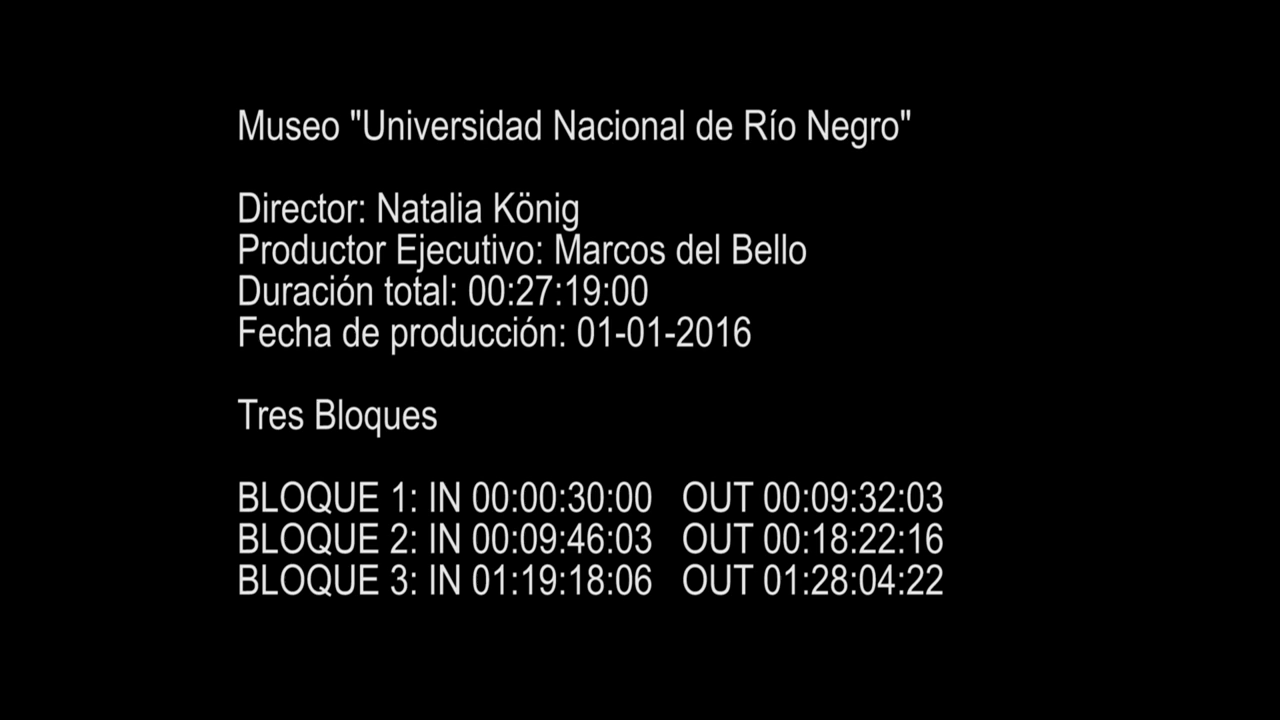 Museo "Universidad Nacional de Río Negro"
Director: Natalia König
Productor Ejecutivo: Marcos del Bello
Duración total: 00:27:19:00
Fecha de producción: 01-01-2016
Tres Bloques
BLOQUE 1: IN 00:00:30:00 OUT 00:09:32:03
BLOQUE 2: IN 00:09:46:03 OUT 00:18:22:16
BLOQUE 3: IN 01:19:18:06 OUT 01:28:04:22